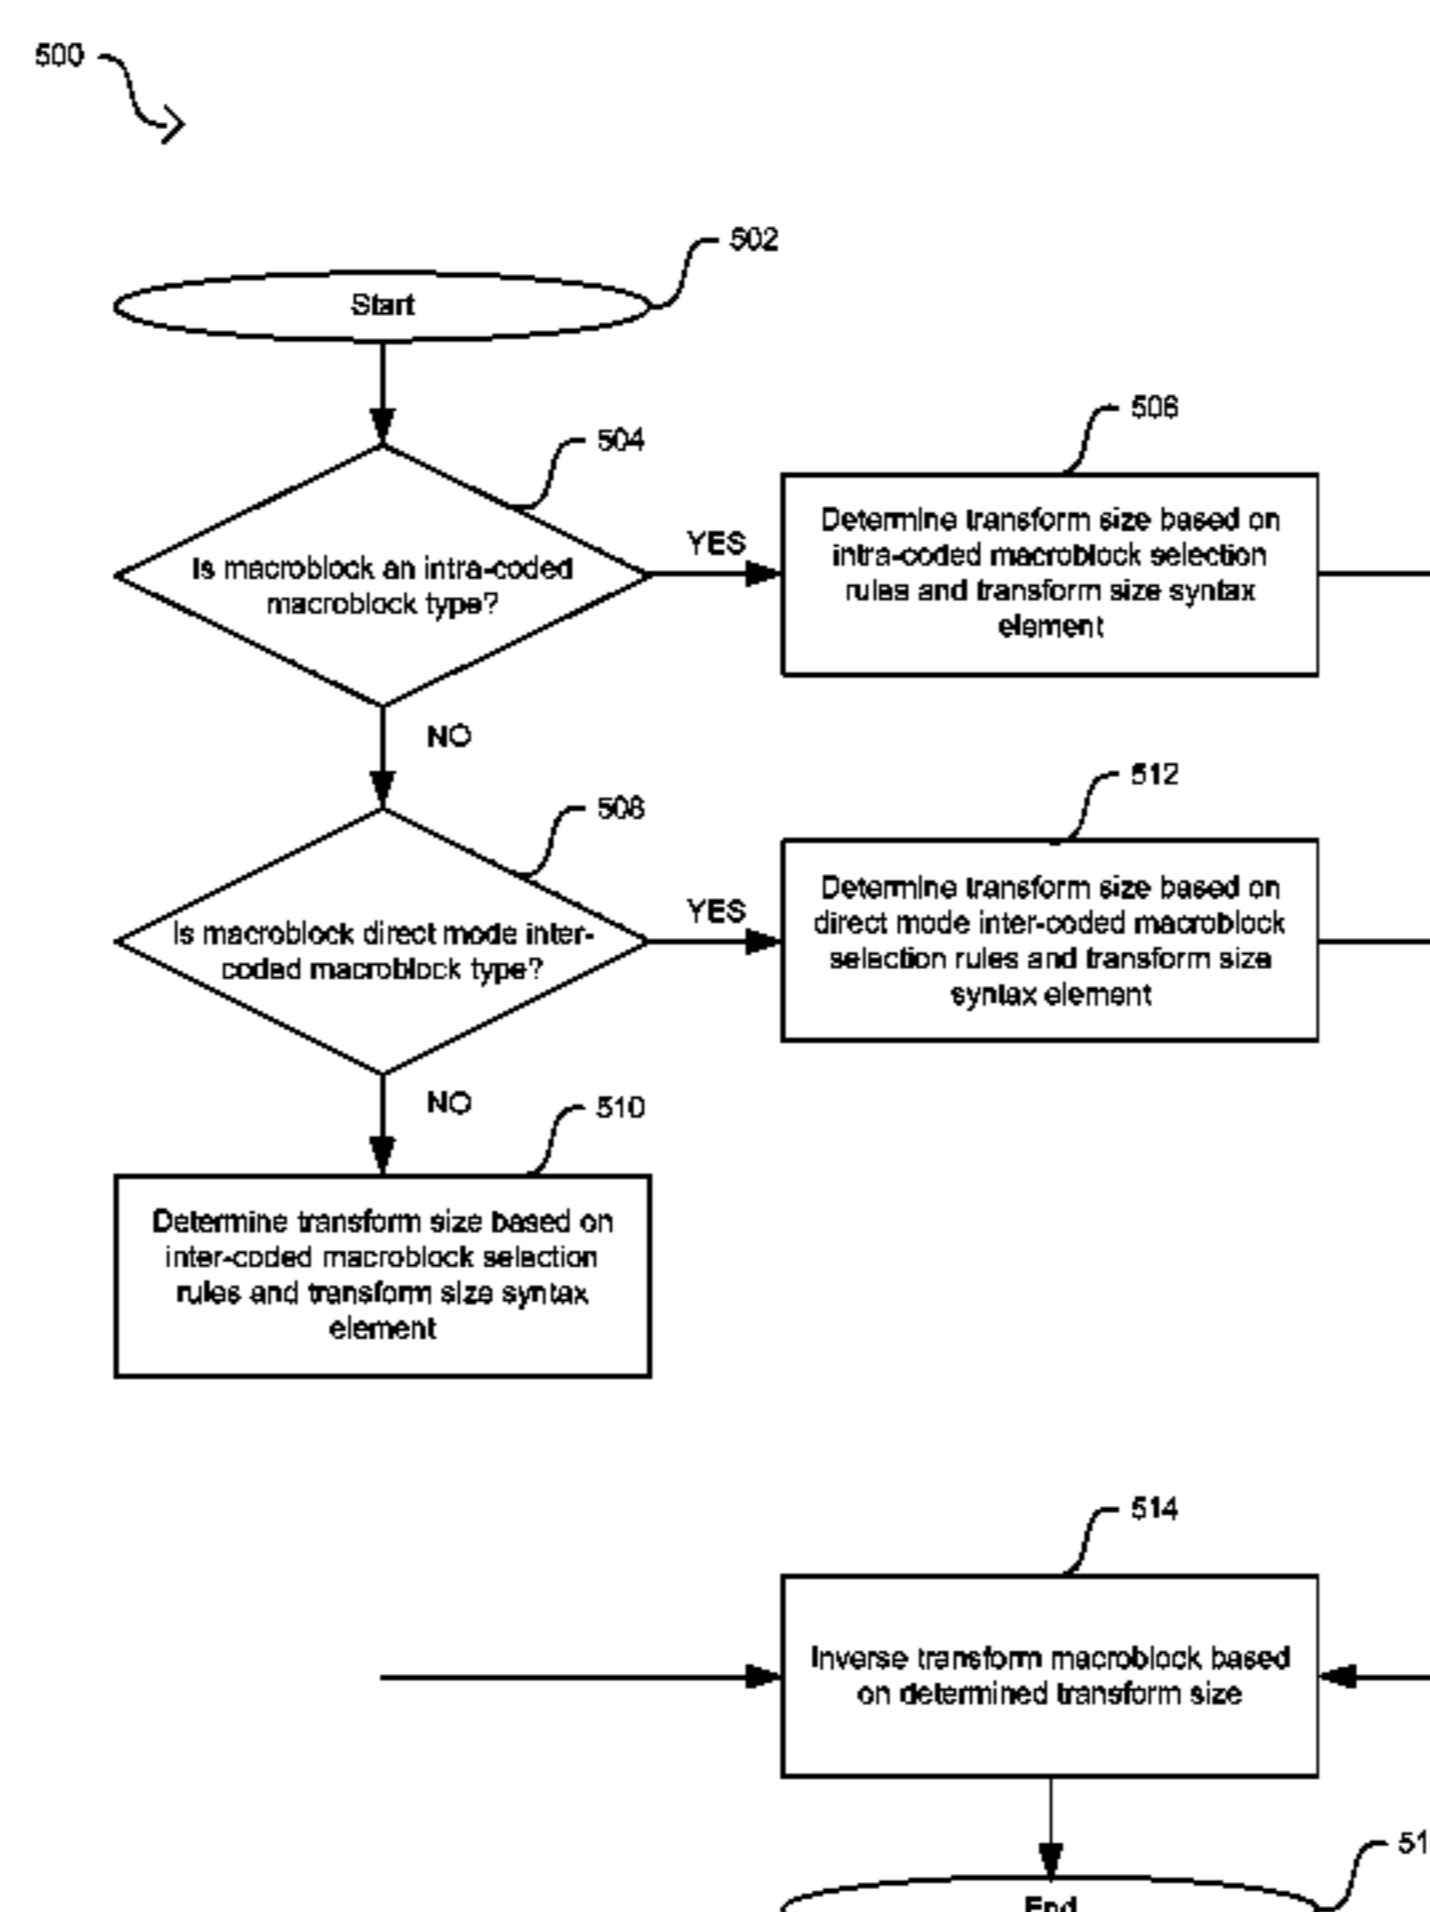 500
502
Start
504
506
Is macroblock an intra-coded
macroblock type?
YES
Determine transform size based on
intra-coded macroblock selection
rules and transform size syntax
element
NO
508
512
Is macroblock direct mode inter-
coded macroblock type?
YES
Determine transform size based on
direct mode inter-coded macroblock
selection rules and transform size
syntax element
NO
510
Determine transform size based on
inter-coded macroblock selection
rules and transform size syntax
element
514
Inverse transform macroblock based
on determined transform size
End